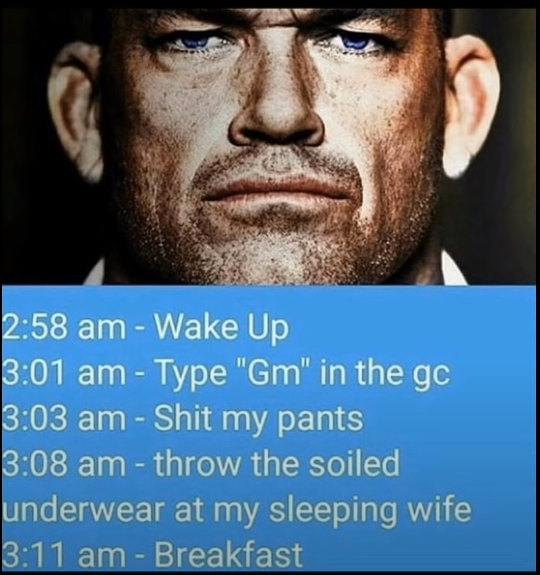 2:58 am - Wake Up
3:01 am - Type "Gm" in the gc
3:03 am - Shit my pants
3:08 am - throw the soiled
underwear at my sleeping wife
3:11 am - Breakfast